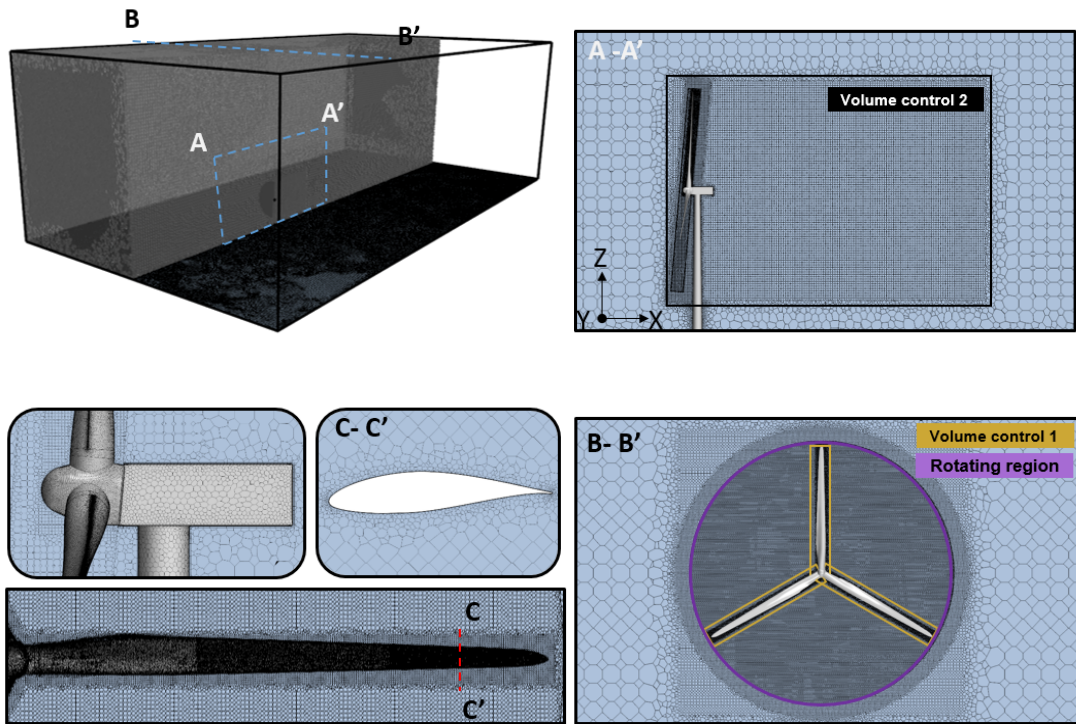 B
B’
A
A’
A -A’
Volume control 2
Z
Y
X
C- C’
C
C’
B- B’
Volume control 1
Rotating region